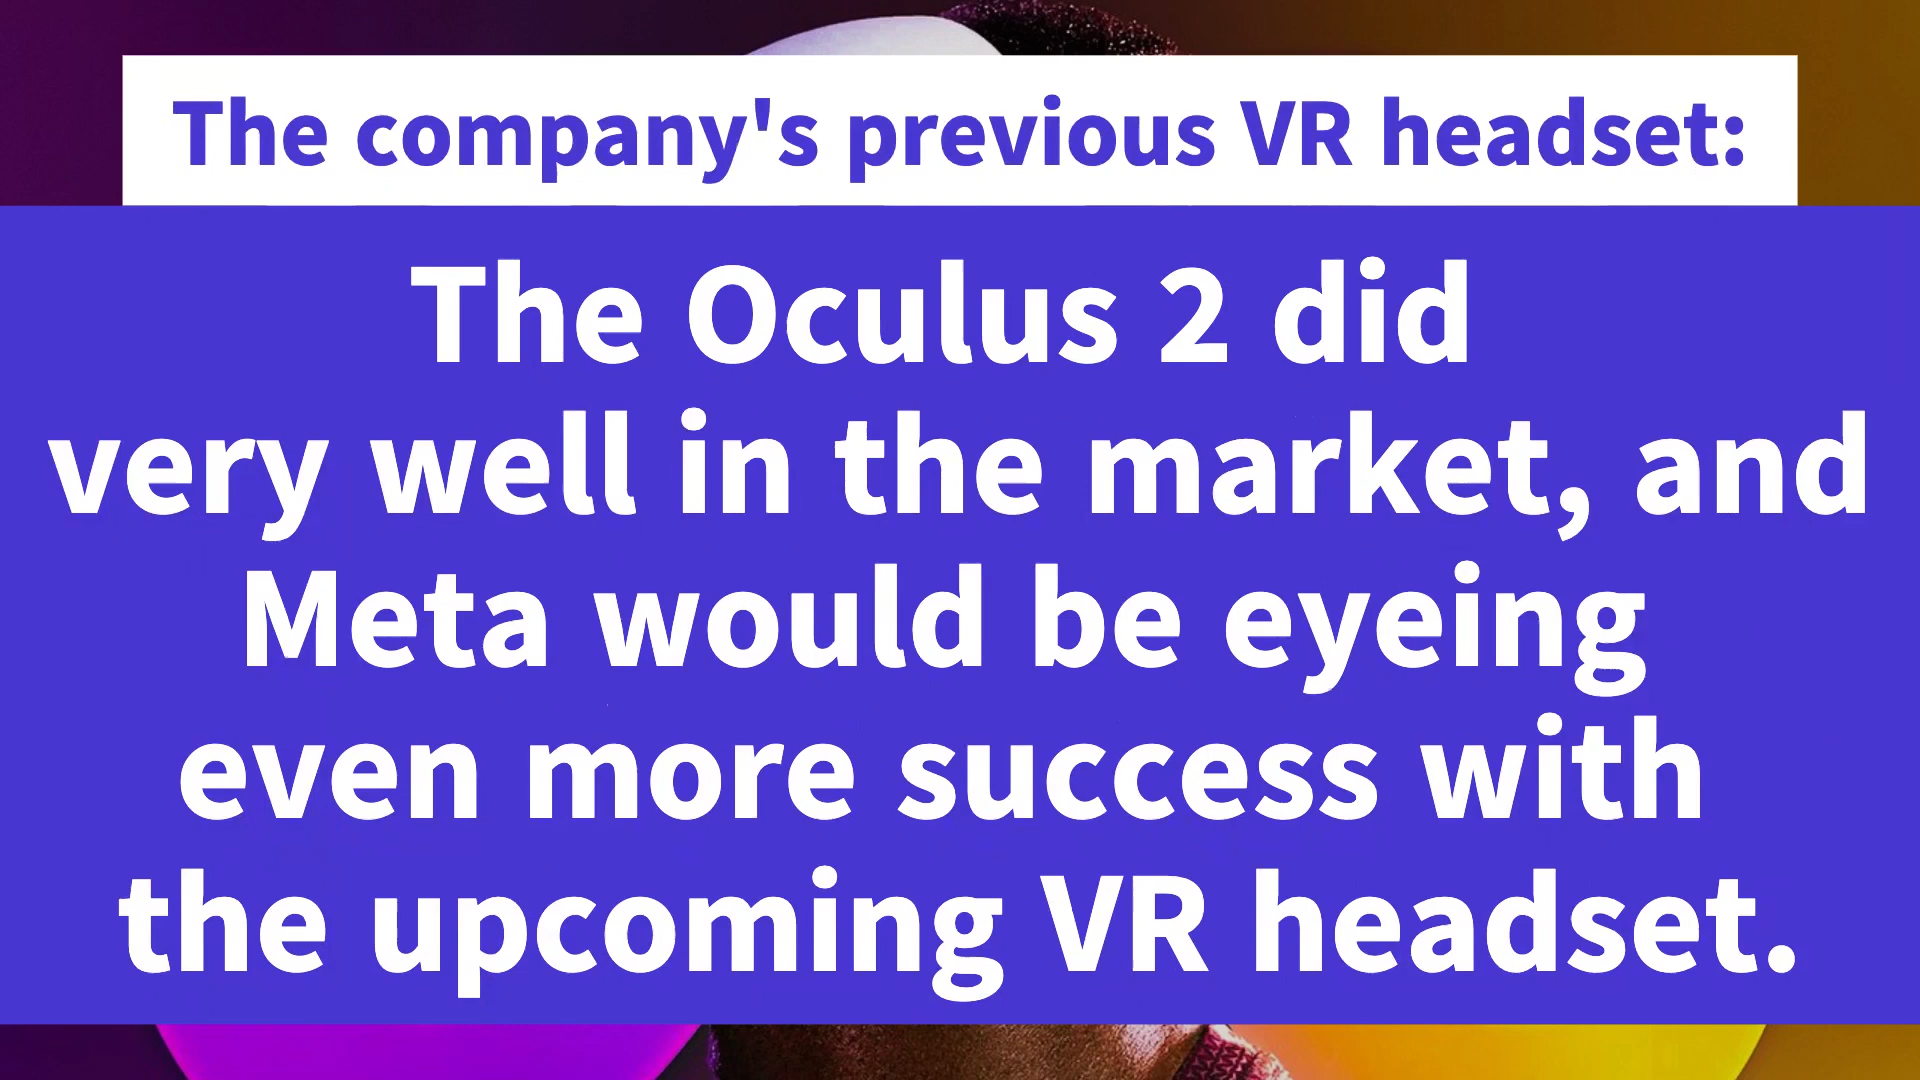 The company's previous VR headset:
The Oculus 2 did
very well in the market, and
Meta would be eyeing
even more success with
the upcoming VR headset.